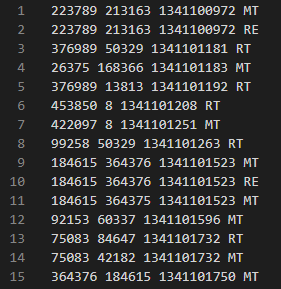 1 223789 213163 1341100972 MT
2 223789 213163 1341100972 RE
3 376989 50329 1341101181 RT
4 26375 168366 1341101183 MT
5 376989 13813 1341101192 RT
6 453850 8 1341101208 RT
7 422097 8 1341101251 MT
8 99258 50329 1341101263 RT
9 184615 364376 1341101523 MT
10 184615 364376 1341101523 RE
11 184615 364375 1341101523 MT
12 92153 60337 1341101596 MT
13 75083 84647 1341101732 RT
14 75083 42182 1341101732 MT
15 364376 184615 1341101750 MT